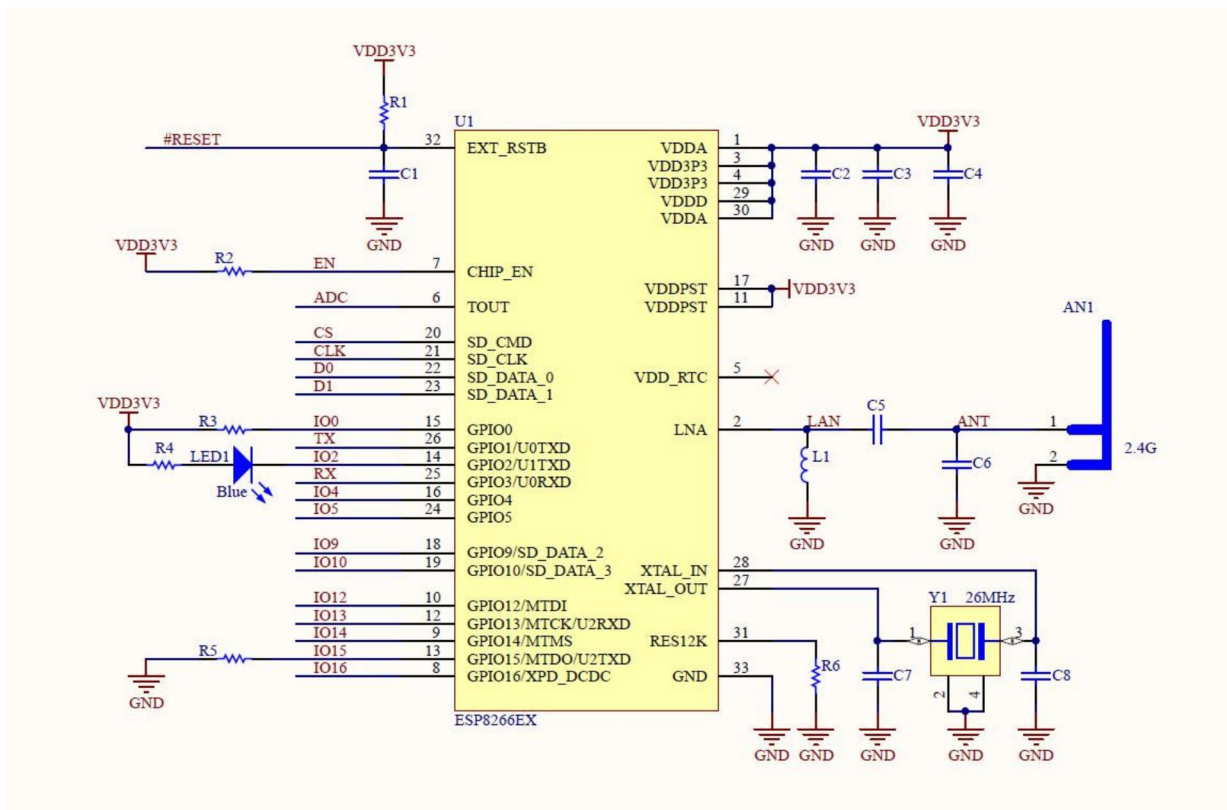 VDD3V3
R1
#RESET
32
EXT_RSTB
C1
GND
U1
VDD3V3
R2
EN
7
CHIP_EN
ADC
6
TOUT
CS
20
SD_CMD
CLK
21
SD_CLK
D0
22
SD_DATA_0
D1
23
SD_DATA_1
VDD3V3
R3
IO0
15
GPIO0
TX
26
GPIO1/U0TXD
R4
LED1
Blue
IO2
14
GPIO2/U1TXD
RX
25
GPIO3/U0RXD
IO4
16
GPIO4
IO5
24
GPIO5
IO9
18
GPIO9/SD_DATA_2
IO10
19
GPIO10/SD_DATA_3
IO12
10
GPIO12/MTDI
IO13
12
GPIO13/MTCK/U2RXD
IO14
9
GPIO14/MTMS
R5
IO15
13
GPIO15/MTDO/U2TXD
GND
IO16
8
GPIO16/XPD_DCDC
ESP8266EX
VDDA
1
VDD3P3
3
VDD3P3
4
VDDD
29
VDDA
30
VDD3V3
C2
C3
C4
GND
GND
GND
VDDPST
17
VDDPST
11
VDD3V3
VDD_RTC
5
LNA
2
LAN
C5
ANT
L1
C6
GND
GND
AN1
1
2
2.4G
GND
XTAL_IN
28
XTAL_OUT
27
Y1
26MHz
1
3
2
4
RES12K
31
R6
GND
33
C7
C8
GND
GND
GND
GND
GND